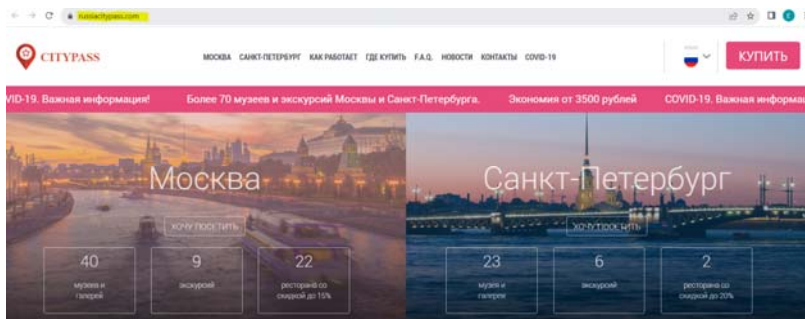 russiacitypass.com
CITYPASS
МОСКВА САНКТ-ПЕТЕРБУРГ КАК РАБОТАЕТ ГДЕ КУПИТЬ F.A.Q. НОВОСТИ КОНТАКТЫ COVID-19
КУПИТЬ
VID-19. Важная информация! Более 70 музеев и экскурсий Москвы и Санкт-Петербурга. Экономия от 3500 рублей COVID-19. Важная информа
Москва
ХОЧУ ПОСЕТИТЬ
40
музеев и
галерей
9
экскурсий
22
ресторана со
скидкой до 15%
Санкт-Петербург
ХОЧУ ПОСЕТИТЬ
23
музея и
галереи
6
экскурсий
2
ресторана со
скидкой до 20%